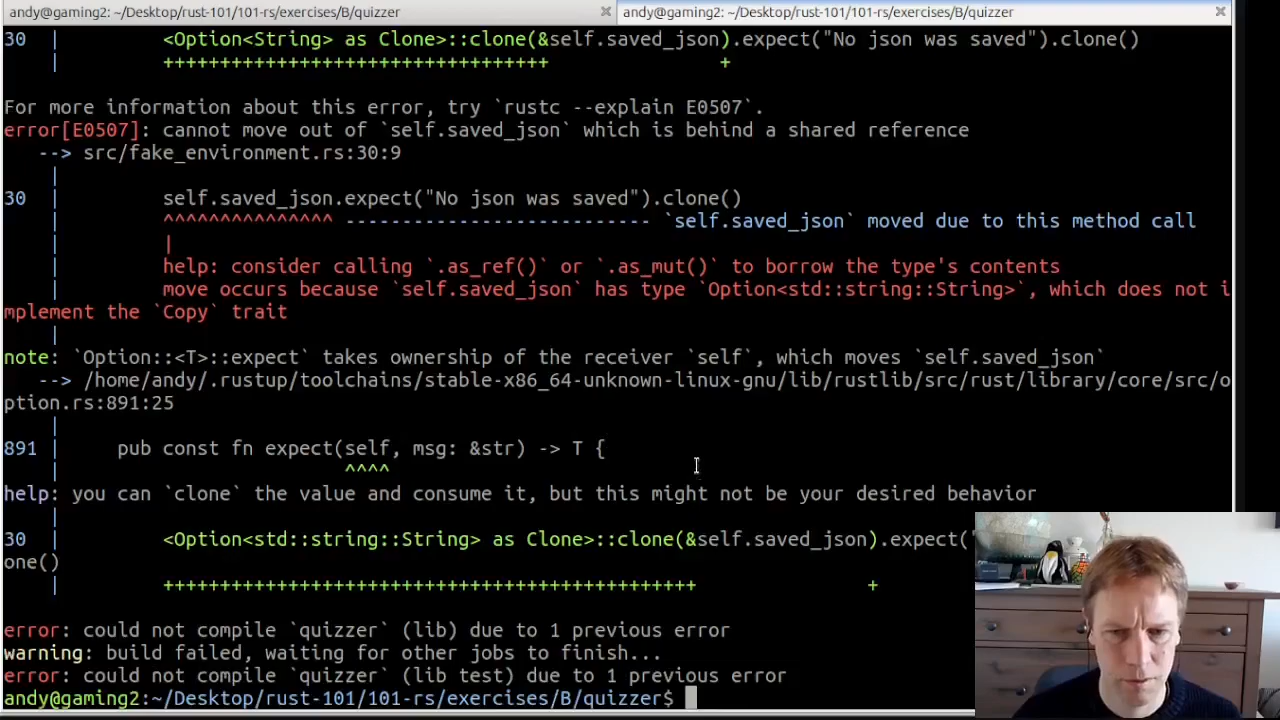 andy@gaming2: ~/Desktop/rust-101/101-rs/exercises/B/quizzer
andy@gaming2: ~/Desktop/rust-101/101-rs/exercises/B/quizzer
30  |         <Option<String> as Clone>::clone(&self.saved_json).expect("No json was saved").clone()
    |         +++++++++++++++++++++++++++++++++                +
For more information about this error, try `rustc --explain E0507`.
error[E0507]: cannot move out of `self.saved_json` which is behind a shared reference
   --> src/fake_environment.rs:30:9
    |
30  |         self.saved_json.expect("No json was saved").clone()
    |         ^^^^^^^^^^^^^^^ --------------------------- `self.saved_json` moved due to this method call
    |         |
    |         help: consider calling `.as_ref()` or `.as_mut()` to borrow the type's contents
    |         move occurs because `self.saved_json` has type `Option<std::string::String>`, which does not i
mplement the `Copy` trait
    |
note: `Option::<T>::expect` takes ownership of the receiver `self`, which moves `self.saved_json`
   --> /home/andy/.rustup/toolchains/stable-x86_64-unknown-linux-gnu/lib/rustlib/src/rust/library/core/src/o
ption.rs:891:25
    |
891 |     pub const fn expect(self, msg: &str) -> T {
    |                         ^^^^
help: you can `clone` the value and consume it, but this might not be your desired behavior
    |
30  |         <Option<std::string::String> as Clone>::clone(&self.saved_json).expect("
one()
    |         ++++++++++++++++++++++++++++++++++++++++++++++               +
error: could not compile `quizzer` (lib) due to 1 previous error
warning: build failed, waiting for other jobs to finish...
error: could not compile `quizzer` (lib test) due to 1 previous error
andy@gaming2:~/Desktop/rust-101/101-rs/exercises/B/quizzer$